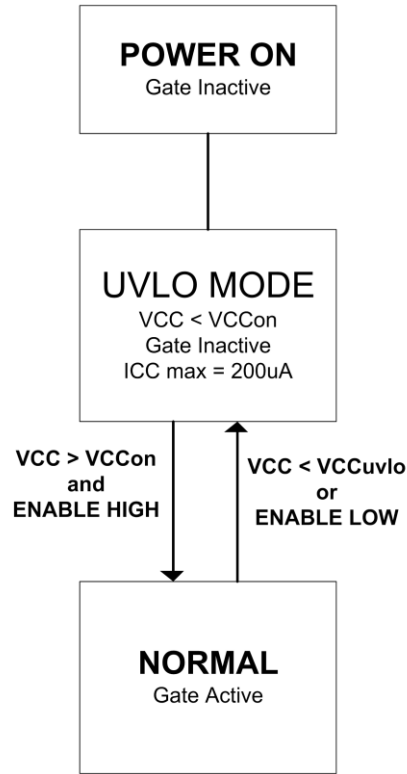 POWER ON
Gate Inactive
UVLO MODE
VCC < VCCon
Gate Inactive
ICC max = 200uA
VCC > VCCon
and
ENABLE HIGH
VCC < VCCuvlo
or
ENABLE LOW
NORMAL
Gate Active